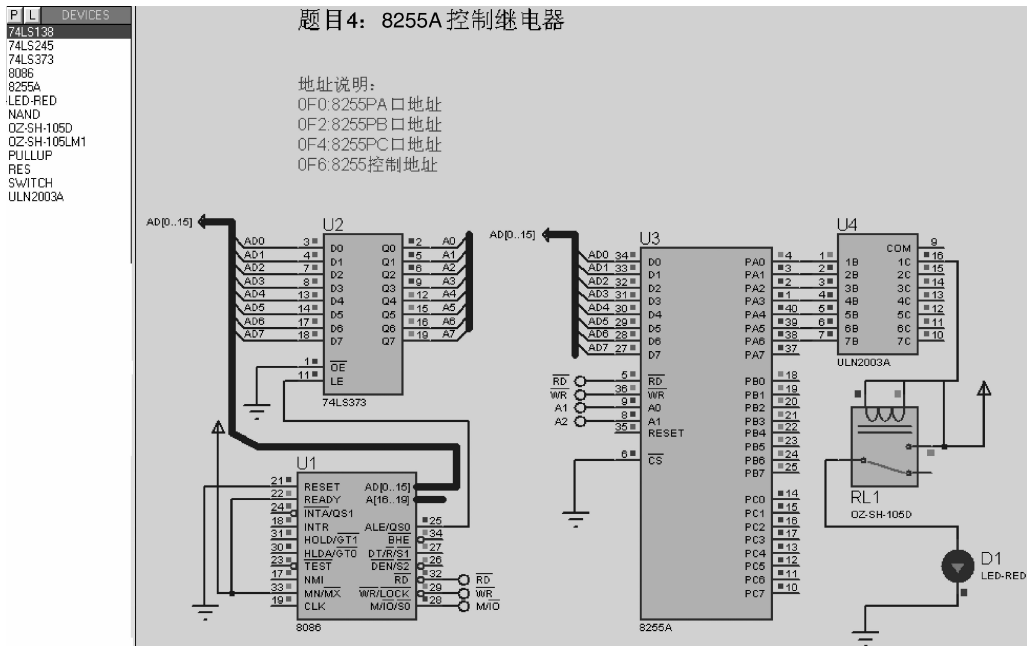 P L DEVICES
74LS138
74LS245
74LS373
8086
8255A
LED-RED
NAND
OZ-SH-105D
OZ-SH-105LM1
PULLUP
RES
SWITCH
ULN2003A
题目4：8255A控制继电器
地址说明：
0F0:8255PA口地址
0F2:8255PB口地址
0F4:8255PC口地址
0F6:8255控制地址
AD[0..15]
U2
AD0 3 D0 Q0 2 A0
AD1 4 D1 Q1 5 A1
AD2 7 D2 Q2 6 A2
AD3 8 D3 Q3 9 A3
AD4 13 D4 Q4 12 A4
AD5 14 D5 Q5 15 A5
AD6 17 D6 Q6 16 A6
AD7 18 D7 Q7 19 A7
1 OE
11 LE
74LS373
U1
21 RESET AD[0..15]
22 READY A[16..19]
24 INTA/QS1
18 INTR ALE/QS0 25
31 HOLD/GT1 BHE 34
30 HLDA/GT0 DT/R/S1 27
23 TEST DEN/S2 26
17 NMI RD 32 RD
33 MN/MX WR/LOCK 29 WR
19 CLK M/IO/S0 28 M/IO
8086
AD[0..15]
U3
AD0 34 D0 PA0 4
AD1 33 D1 PA1 3
AD2 32 D2 PA2 2
AD3 31 D3 PA3 1
AD4 30 D4 PA4 40
AD5 29 D5 PA5 39
AD6 28 D6 PA6 38
AD7 27 D7 PA7 37
RD 5 RD PB0 18
WR 36 WR PB1 19
A1 9 A0 PB2 20
A2 8 A1 PB3 21
35 RESET PB4 22
PB5 23
6 CS PB6 24
PB7 25
PC0 14
PC1 15
PC2 16
PC3 17
PC4 13
PC5 12
PC6 11
PC7 10
8255A
U4
COM 9
1 1B 1C 16
2 2B 2C 15
3 3B 3C 14
4 4B 4C 13
5 5B 5C 12
6 6B 6C 11
7 7B 7C 10
ULN2003A
RL1
OZ-SH-105D
D1
LED-RED